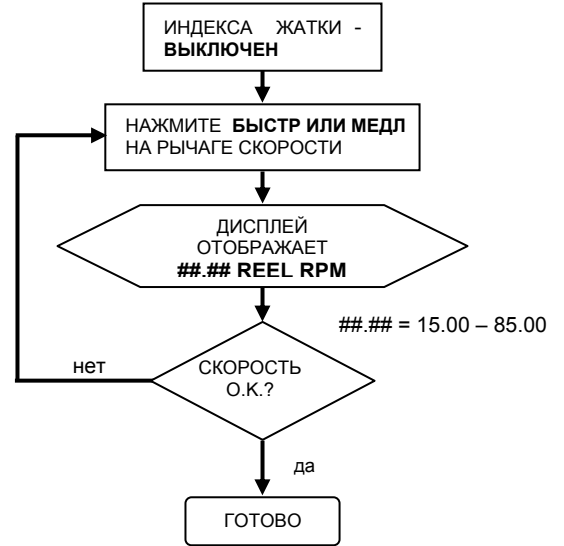 ИНДЕКСА ЖАТКИ -
ВЫКЛЮЧЕН
НАЖМИТЕ БЫСТР ИЛИ МЕДЛ
НА РЫЧАГЕ СКОРОСТИ
ДИСПЛЕЙ
ОТОБРАЖАЕТ
##.## REEL RPM
##.## = 15.00 – 85.00
нет
СКОРОСТЬ
О.К.?
да
ГОТОВО